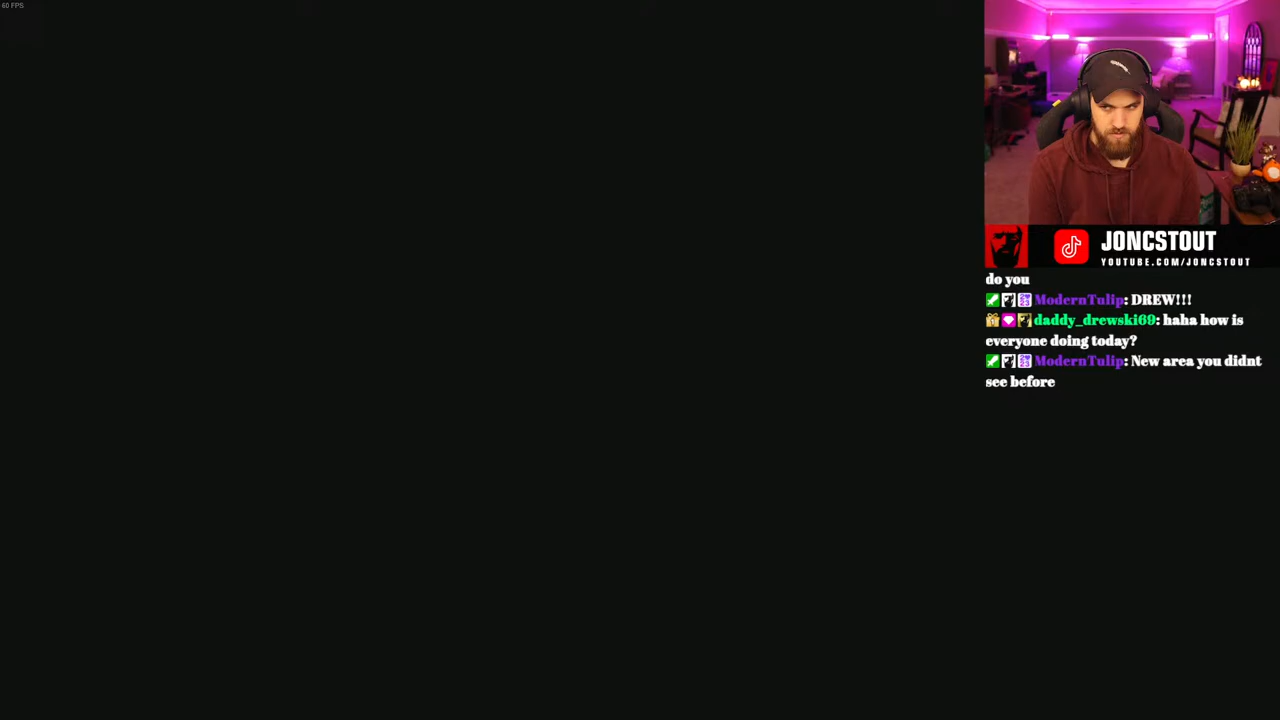 60 FPS
JONCSTOUT
YOUTUBE.COM/JONCSTOUT
do you
ModernTulip: DREW!!!
daddy_drewski69: haha how is
everyone doing today?
ModernTulip: New area you didnt
see before